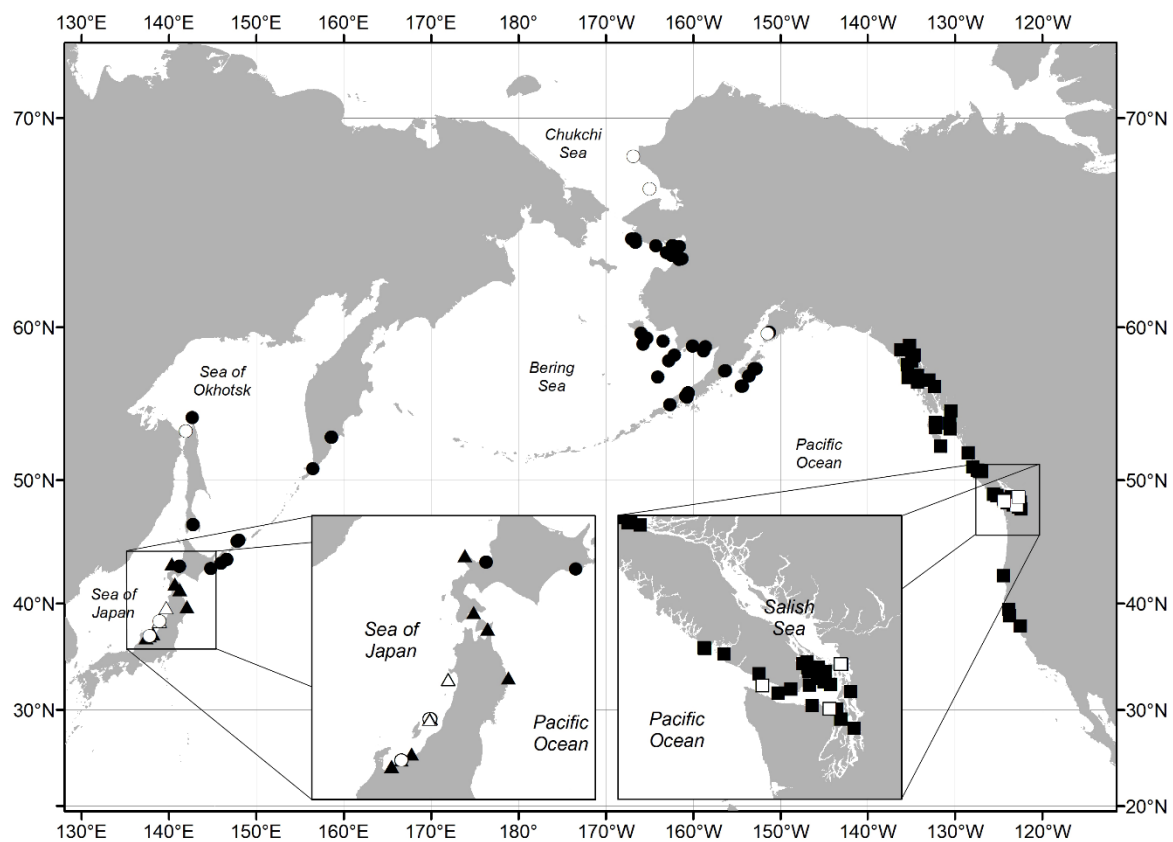 130°E 140°E 150°E 160°E 170°E 180°E 170°W 160°W 150°W 140°W 130°W 120°W
70°N 70°N
Chukchi
Sea
60°N 60°N
Sea of
Okhotsk
Bering
Sea
Pacific
Ocean
50°N 50°N
Sea of
Japan
40°N 40°N
Salish
Sea
Sea of
Japan
Pacific
Ocean
Pacific
Ocean
30°N 30°N
20°N
130°E 140°E 150°E 160°E 170°E 180°E 170°W 160°W 150°W 140°W 130°W 120°W